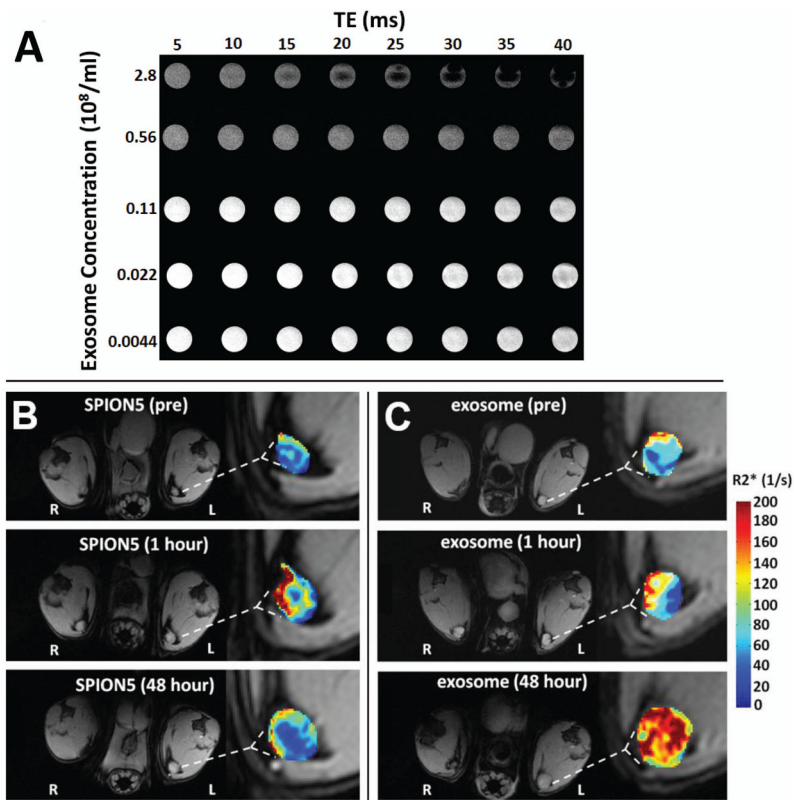 A
TE (ms)
5 10 15 20 25 30 35 40
Exosome Concentration (10⁸/ml)
2.8
0.56
0.11
0.022
0.0044
B
SPION5 (pre)
R L
SPION5 (1 hour)
R L
SPION5 (48 hour)
R L
C
exosome (pre)
R L
exosome (1 hour)
R L
exosome (48 hour)
R L
R2* (1/s)
200
180
160
140
120
100
80
60
40
20
0